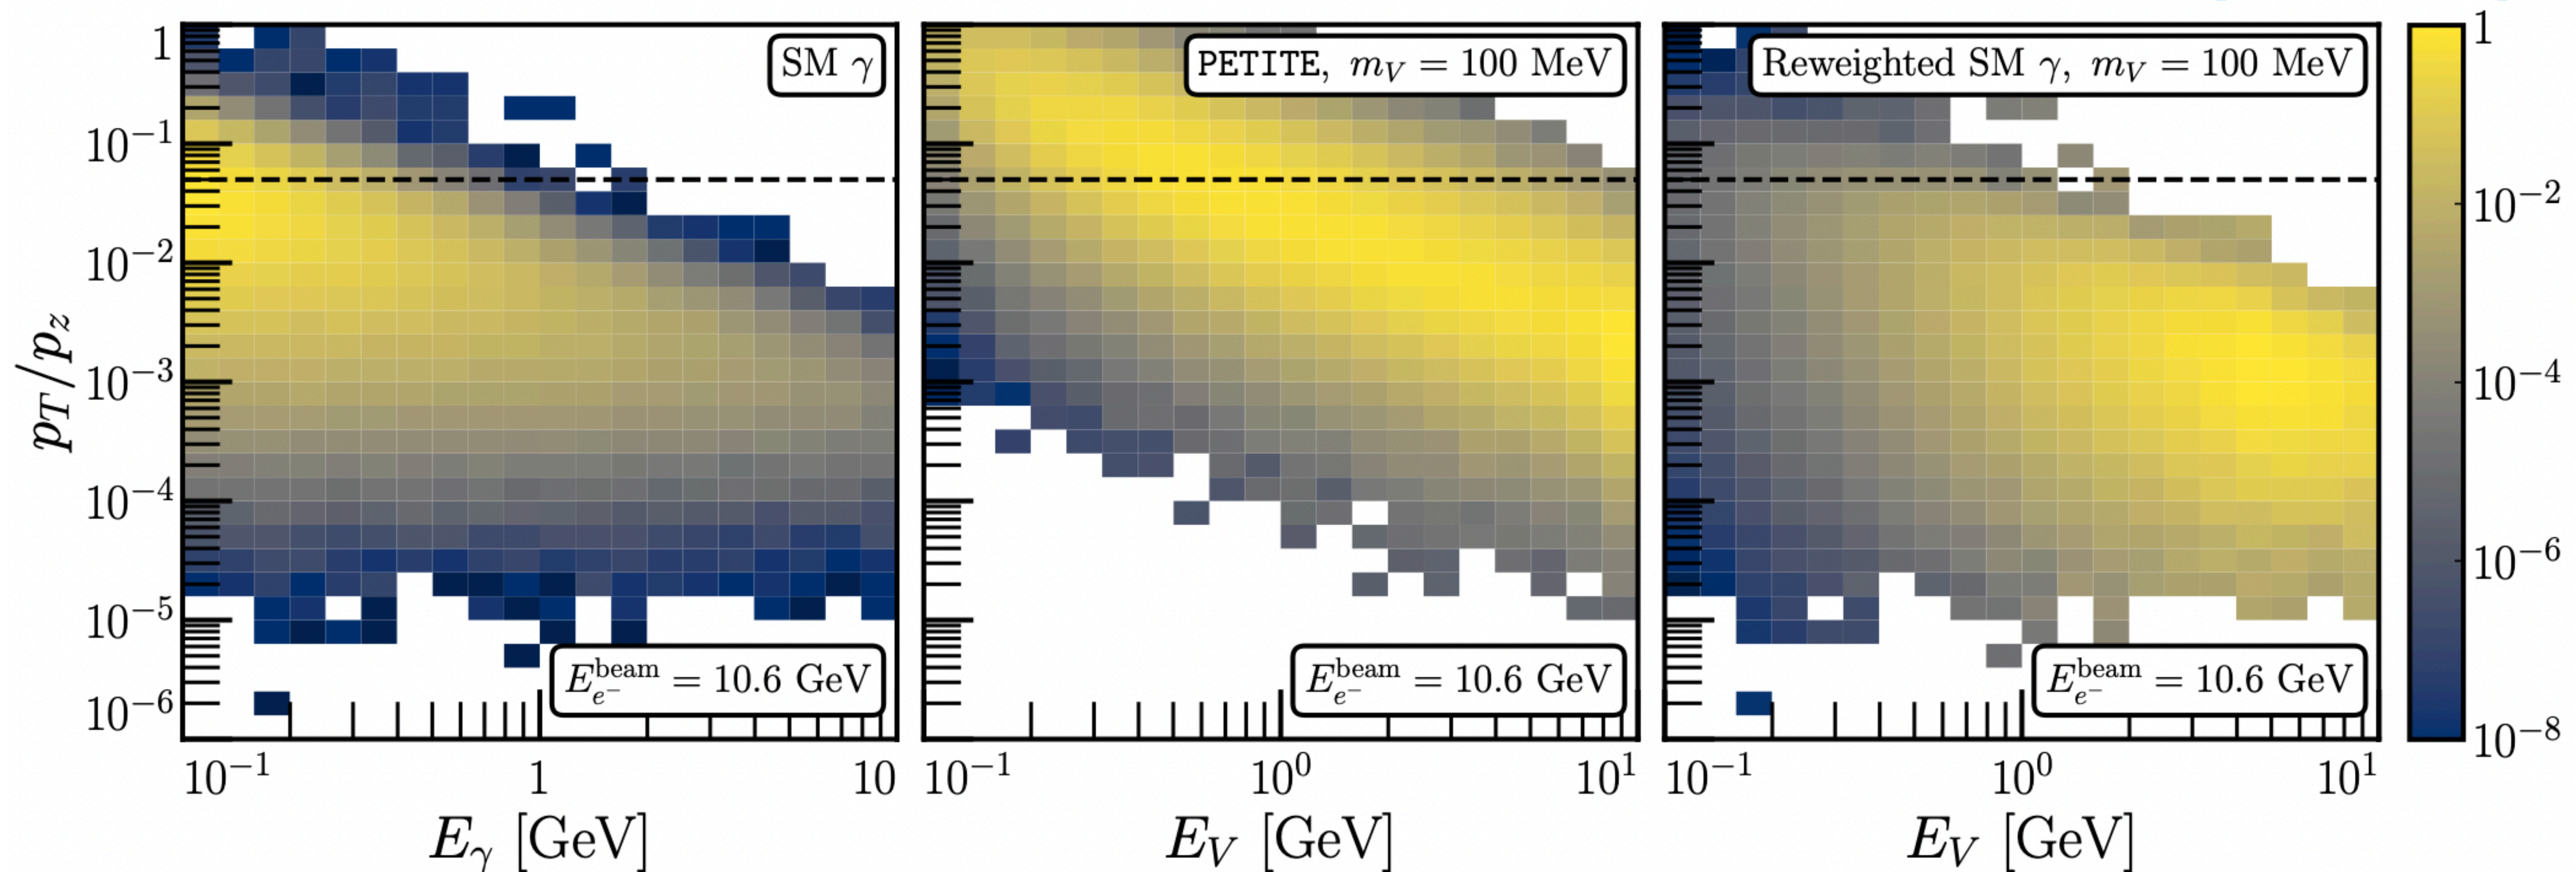 SM γ
PETITE, m_V = 100 MeV
Reweighted SM γ, m_V = 100 MeV
1
1
10^{-1}
10^{-2}
10^{-2}
p_T/p_z
10^{-3}
10^{-4}
10^{-4}
10^{-6}
10^{-5}
10^{-6}
E_{e^-}^{beam} = 10.6 GeV
E_{e^-}^{beam} = 10.6 GeV
E_{e^-}^{beam} = 10.6 GeV
10^{-8}
10^{-1} 1 10
10^{-1} 10^0 10^1
10^{-1} 10^0 10^1
E_γ [GeV]
E_V [GeV]
E_V [GeV]